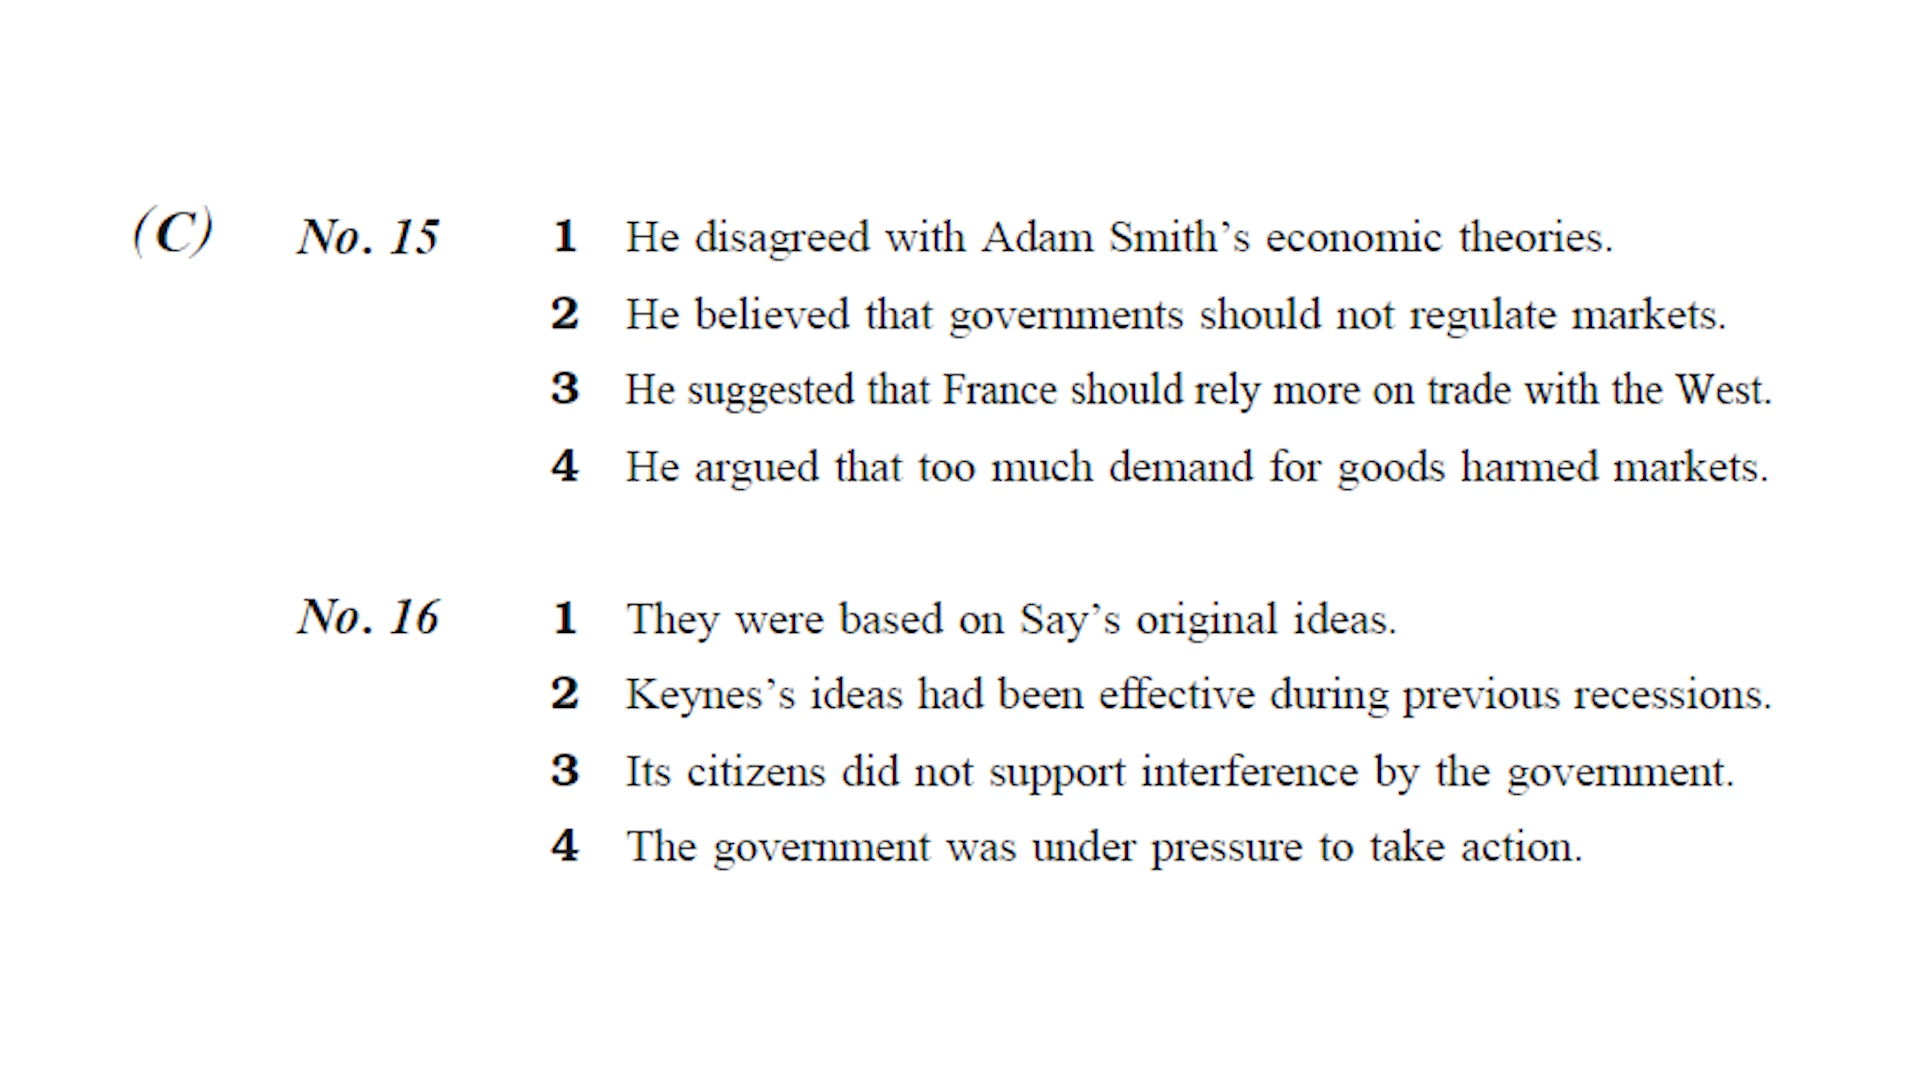 (C) No. 15 1 He disagreed with Adam Smith’s economic theories.
2 He believed that governments should not regulate markets.
3 He suggested that France should rely more on trade with the West.
4 He argued that too much demand for goods harmed markets.
No. 16 1 They were based on Say’s original ideas.
2 Keynes’s ideas had been effective during previous recessions.
3 Its citizens did not support interference by the government.
4 The government was under pressure to take action.